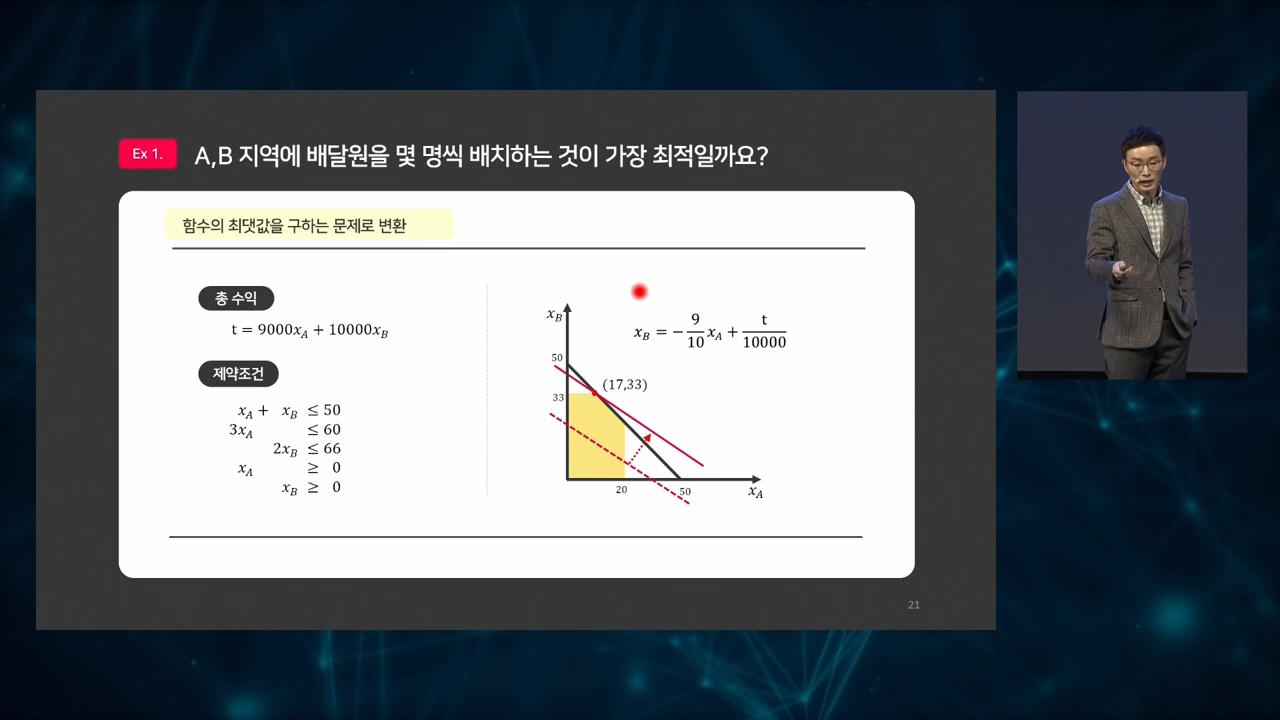 Ex 1.
A,B 지역에 배달원을 몇 명씩 배치하는 것이 가장 최적일까요?
함수의 최댓값을 구하는 문제로 변환
총 수익
t = 9000x_A + 10000x_B
제약조건
x_A + x_B ≤ 50
3x_A ≤ 60
2x_B ≤ 66
x_A ≥ 0
x_B ≥ 0
x_B = −9/10 x_A + t/10000
x_B
50
(17,33)
33
20
50
x_A
21